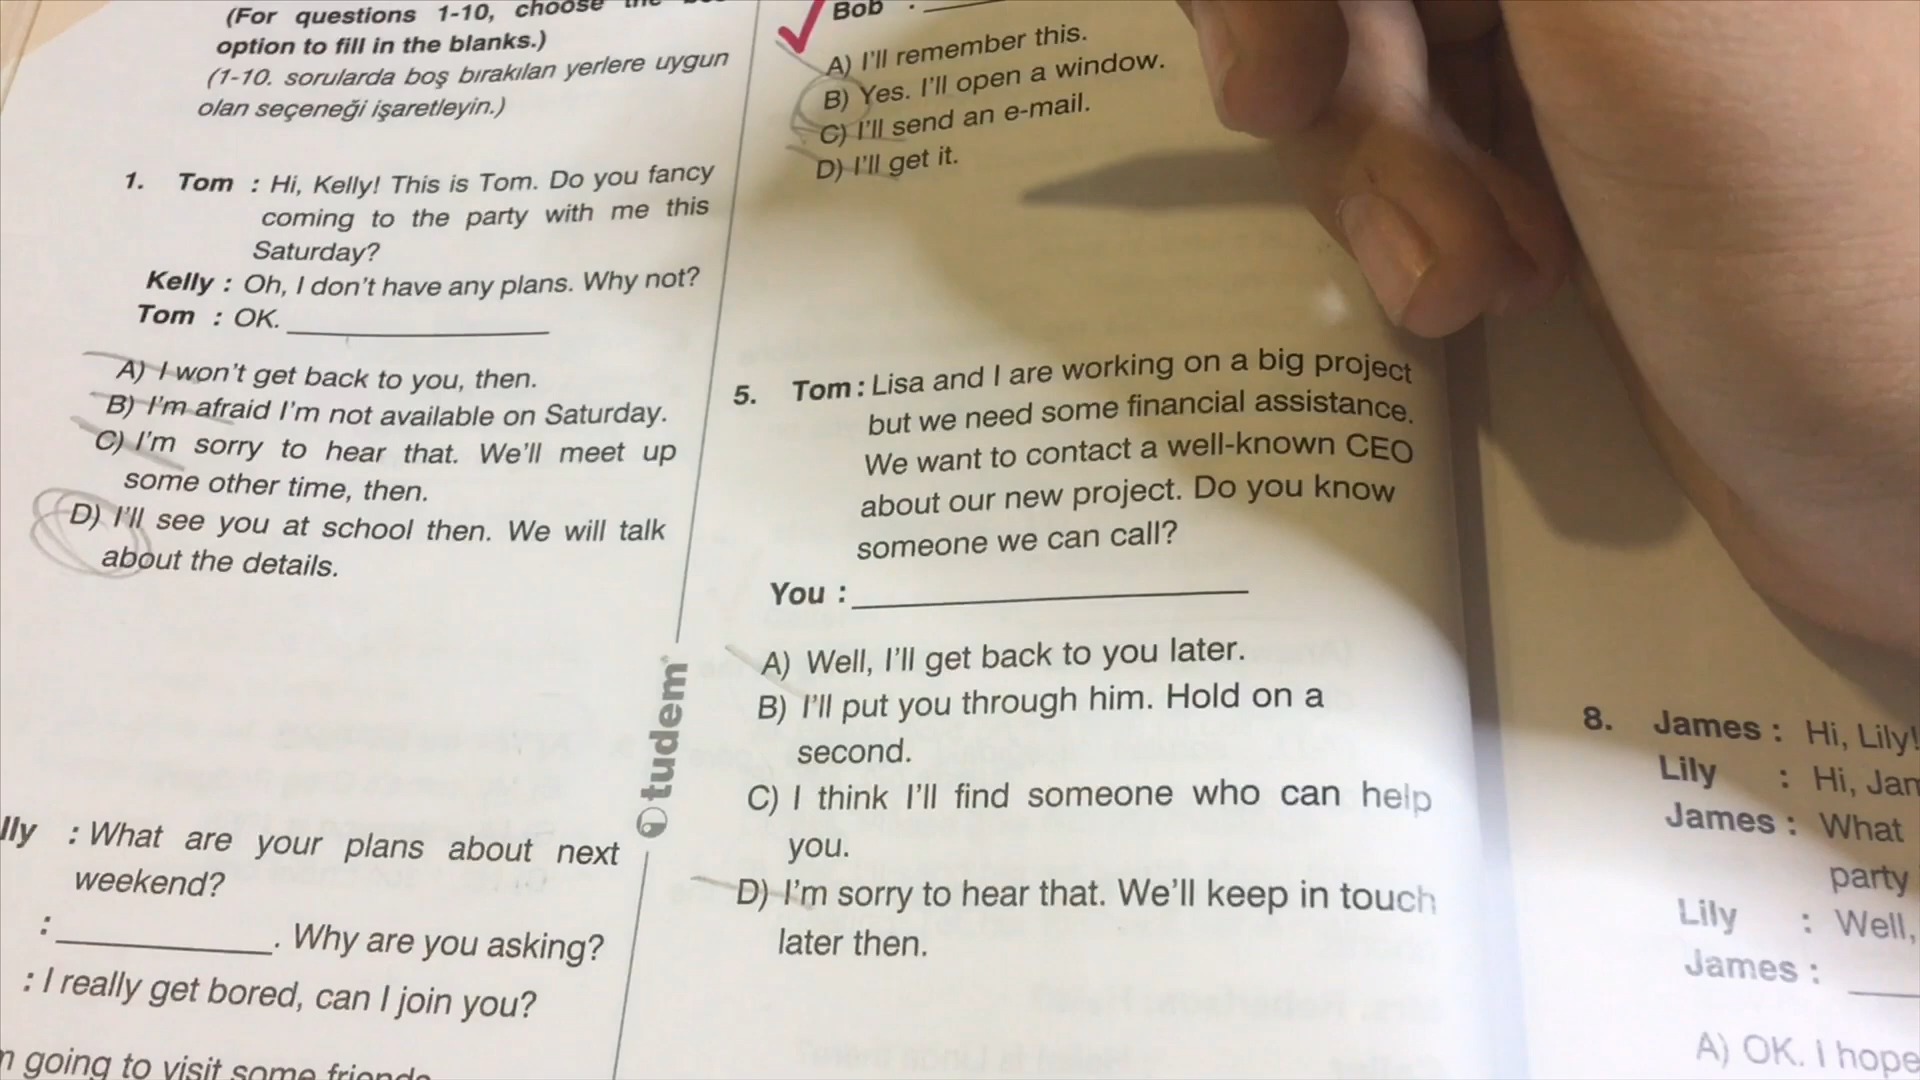 (For questions 1-10, choose the
option to fill in the blanks.)
(1-10. sorularda boş bırakılan yerlere uygun
olan seçeneği işaretleyin.)
1. Tom : Hi, Kelly! This is Tom. Do you fancy
coming to the party with me this
Saturday?
Kelly : Oh, I don't have any plans. Why not?
Tom : OK. ____________
A) I won't get back to you, then.
B) I'm afraid I'm not available on Saturday.
C) I'm sorry to hear that. We'll meet up
some other time, then.
D) I'll see you at school then. We will talk
about the details.
: What are your plans about next
weekend?
: ____________. Why are you asking?
: I really get bored, can I join you?
going to visit some friends
tudem
Bob : ____________
A) I'll remember this.
B) Yes. I'll open a window.
C) I'll send an e-mail.
D) I'll get it.
5. Tom : Lisa and I are working on a big project
but we need some financial assistance.
We want to contact a well-known CEO
about our new project. Do you know
someone we can call?
You : ____________
A) Well, I'll get back to you later.
B) I'll put you through him. Hold on a
second.
C) I think I'll find someone who can help
you.
D) I'm sorry to hear that. We'll keep in touch
later then.
8. James : Hi, Lily!
Lily : Hi, Jam
James : What
party
Lily : Well,
James : ____
A) OK. I hope